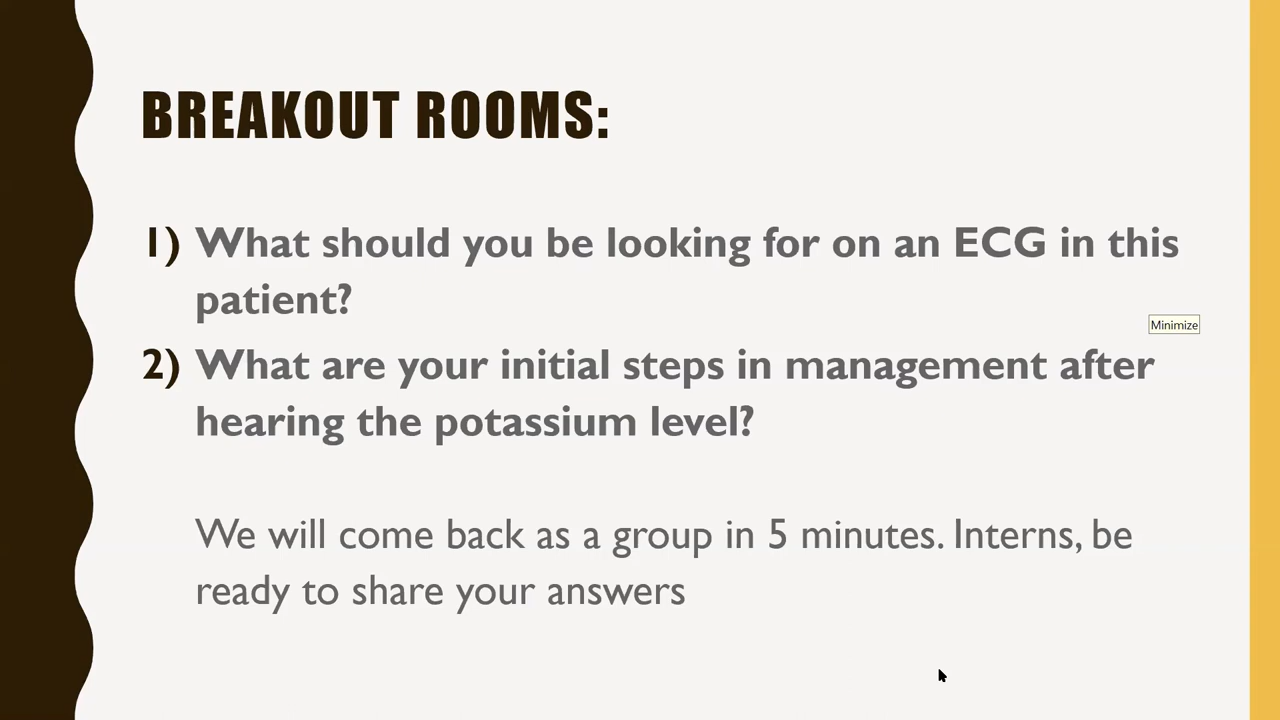 BREAKOUT ROOMS:
1) What should you be looking for on an ECG in this
patient?
Minimize
2) What are your initial steps in management after
hearing the potassium level?
We will come back as a group in 5 minutes. Interns, be
ready to share your answers